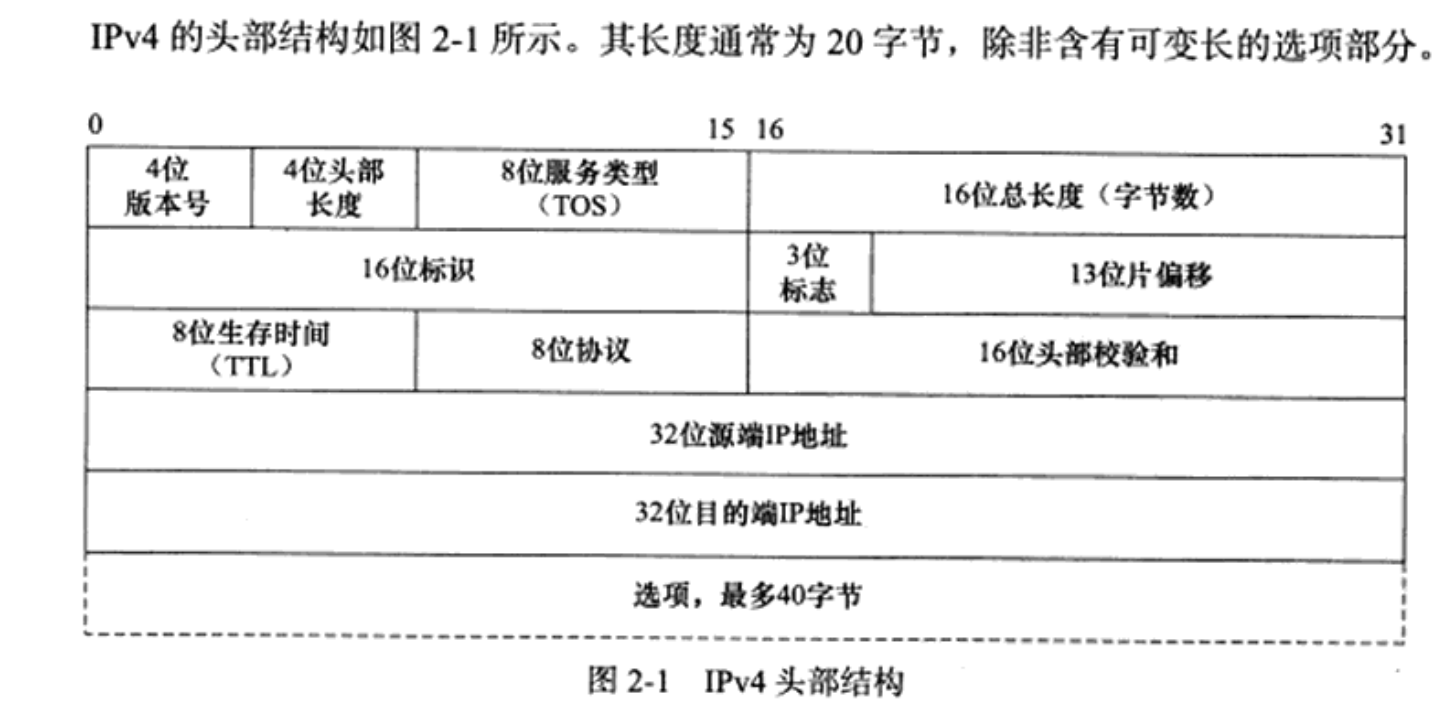 IPv4 的头部结构如图 2-1 所示。其长度通常为 20 字节，除非含有可变长的选项部分。
0 15 16 31
4位
版本号
4位头部
长度
8位服务类型
（TOS）
16位总长度（字节数）
16位标识
3位
标志
13位片偏移
8位生存时间
（TTL）
8位协议
16位头部校验和
32位源端IP地址
32位目的端IP地址
选项，最多40字节
图 2-1 IPv4 头部结构